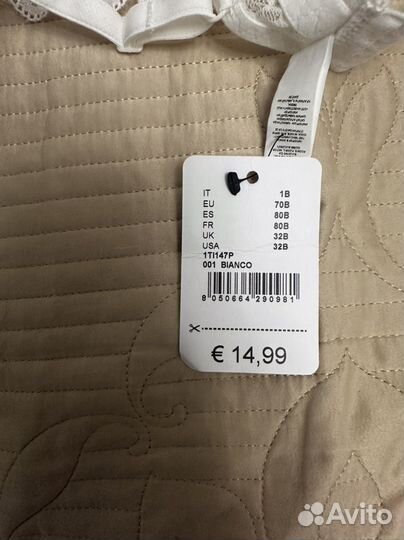 IT 1B
EU 70B
ES 80B
FR 80B
UK 32B
USA 32B
1TI147P
001 BIANCO
8 050664 290981
€ 14,99
Avito